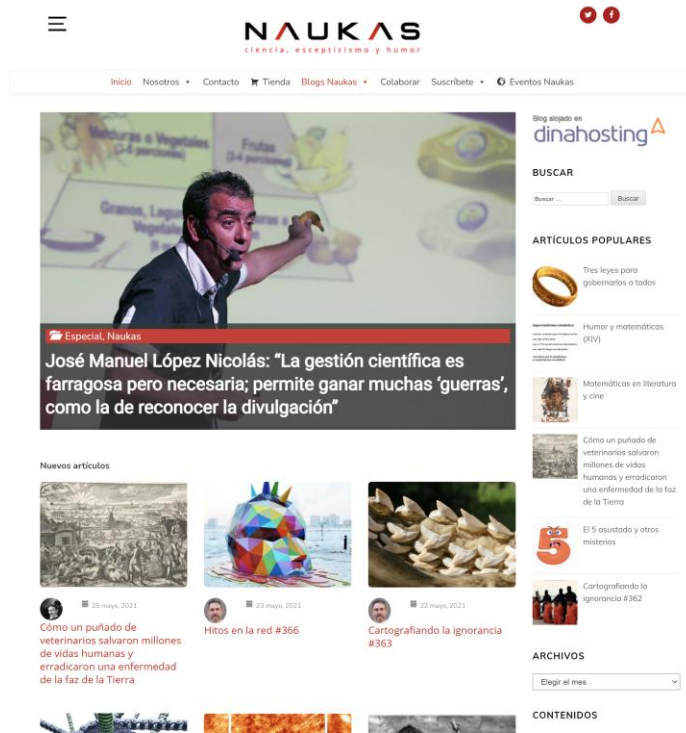 NAUKAS
ciencia, escepticismo y humor
Inicio Nosotros Contacto Tienda Blogs Naukas Colaborar Suscríbete Eventos Naukas
Verduras o Vegetales
Frutas
Especial, Naukas
José Manuel López Nicolás: “La gestión científica es
farragosa pero necesaria; permite ganar muchas ‘guerras’,
como la de reconocer la divulgación”
Nuevos artículos
25 mayo, 2021
Cómo un puñado de
veterinarios salvaron millones
de vidas humanas y
erradicaron una enfermedad
de la faz de la Tierra
23 mayo, 2021
Hitos en la red #366
22 mayo, 2021
Cartografiando la ignorancia
#363
Blog alojado en
dinahosting
BUSCAR
Buscar ...
Buscar
ARTÍCULOS POPULARES
Tres leyes para
gobernarlos a todos
Humor y matemáticas
(XIV)
Matemáticas en literatura
y cine
Cómo un puñado de
veterinarios salvaron
millones de vidas
humanas y erradicaron
una enfermedad de la faz
de la Tierra
El 5 asustado y otros
misterios
Cartografiando la
ignorancia #362
ARCHIVOS
Elegir el mes
CONTENIDOS